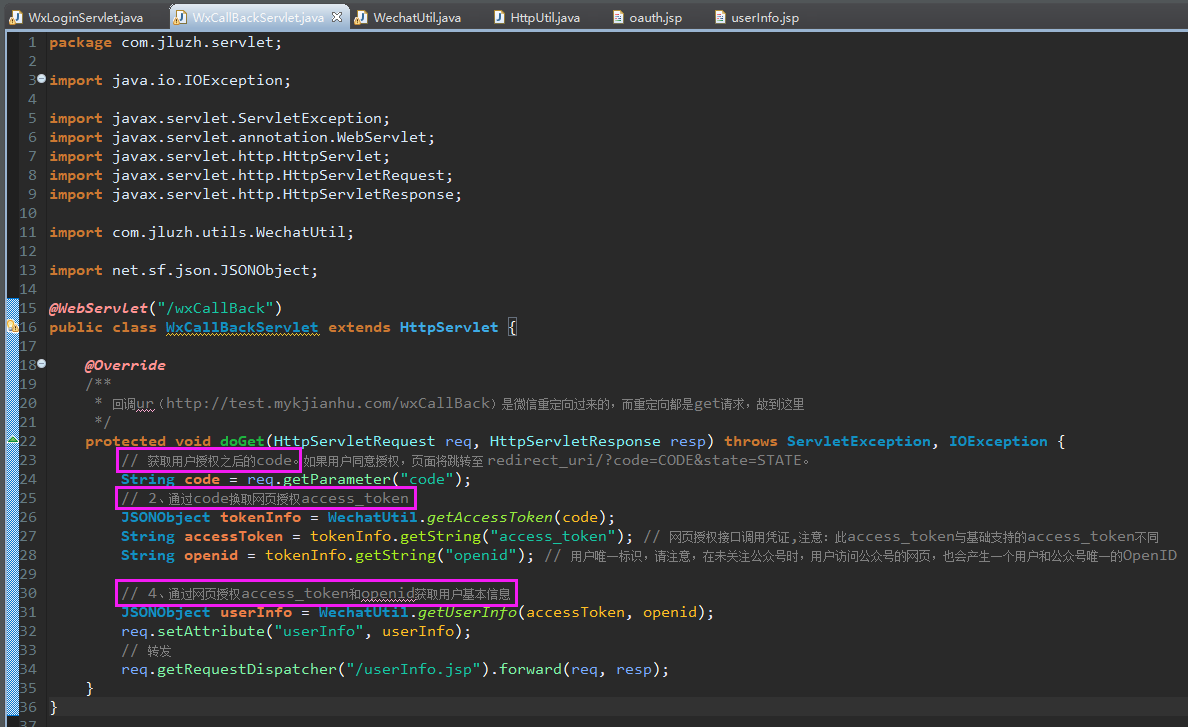 WxLoginServlet.java WxCallBackServlet.java WechatUtil.java HttpUtil.java oauth.jsp userInfo.jsp
1 package com.jluzh.servlet;
2
3 import java.io.IOException;
4
5 import javax.servlet.ServletException;
6 import javax.servlet.annotation.WebServlet;
7 import javax.servlet.http.HttpServlet;
8 import javax.servlet.http.HttpServletRequest;
9 import javax.servlet.http.HttpServletResponse;
10
11 import com.jluzh.utils.WechatUtil;
12
13 import net.sf.json.JSONObject;
14
15 @WebServlet("/wxCallBack")
16 public class WxCallBackServlet extends HttpServlet {
17
18 @Override
19 /**
20 * 回调ur（http://test.mykjianhu.com/wxCallBack）是微信重定向过来的，而重定向都是get请求，故到这里
21 */
22 protected void doGet(HttpServletRequest req, HttpServletResponse resp) throws ServletException, IOException {
23 // 获取用户授权之后的code。如果用户同意授权，页面将跳转至 redirect_uri/?code=CODE&state=STATE。
24 String code = req.getParameter("code");
25 // 2、通过code换取网页授权access_token
26 JSONObject tokenInfo = WechatUtil.getAccessToken(code);
27 String accessToken = tokenInfo.getString("access_token"); // 网页授权接口调用凭证,注意：此access_token与基础支持的access_token不同
28 String openid = tokenInfo.getString("openid"); // 用户唯一标识，请注意，在未关注公众号时，用户访问公众号的网页，也会产生一个用户和公众号唯一的OpenID
29
30 // 4、通过网页授权access_token和openid获取用户基本信息
31 JSONObject userInfo = WechatUtil.getUserInfo(accessToken, openid);
32 req.setAttribute("userInfo", userInfo);
33 // 转发
34 req.getRequestDispatcher("/userInfo.jsp").forward(req, resp);
35 }
36 }
37